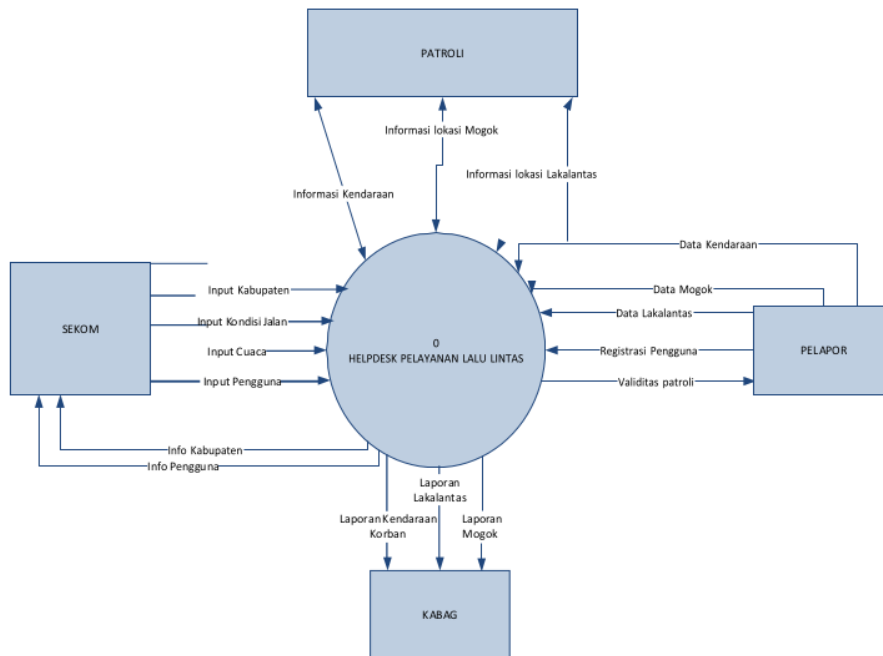 PATROLI
Informasi lokasi Mogok
Informasi lokasi Lakalantas
Informasi Kendaraan
Data Kendaraan
SEKOM
Input Kabupaten
Input Kondisi Jalan
Input Cuaca
Input Pengguna
0
HELPDESK PELAYANAN LALU LINTAS
Data Mogok
Data Lakalantas
Registrasi Pengguna
Validitas patroli
PELAPOR
Info Kabupaten
Info Pengguna
Laporan Kendaraan
Korban
Laporan
Lakalantas
Laporan
Mogok
KABAG